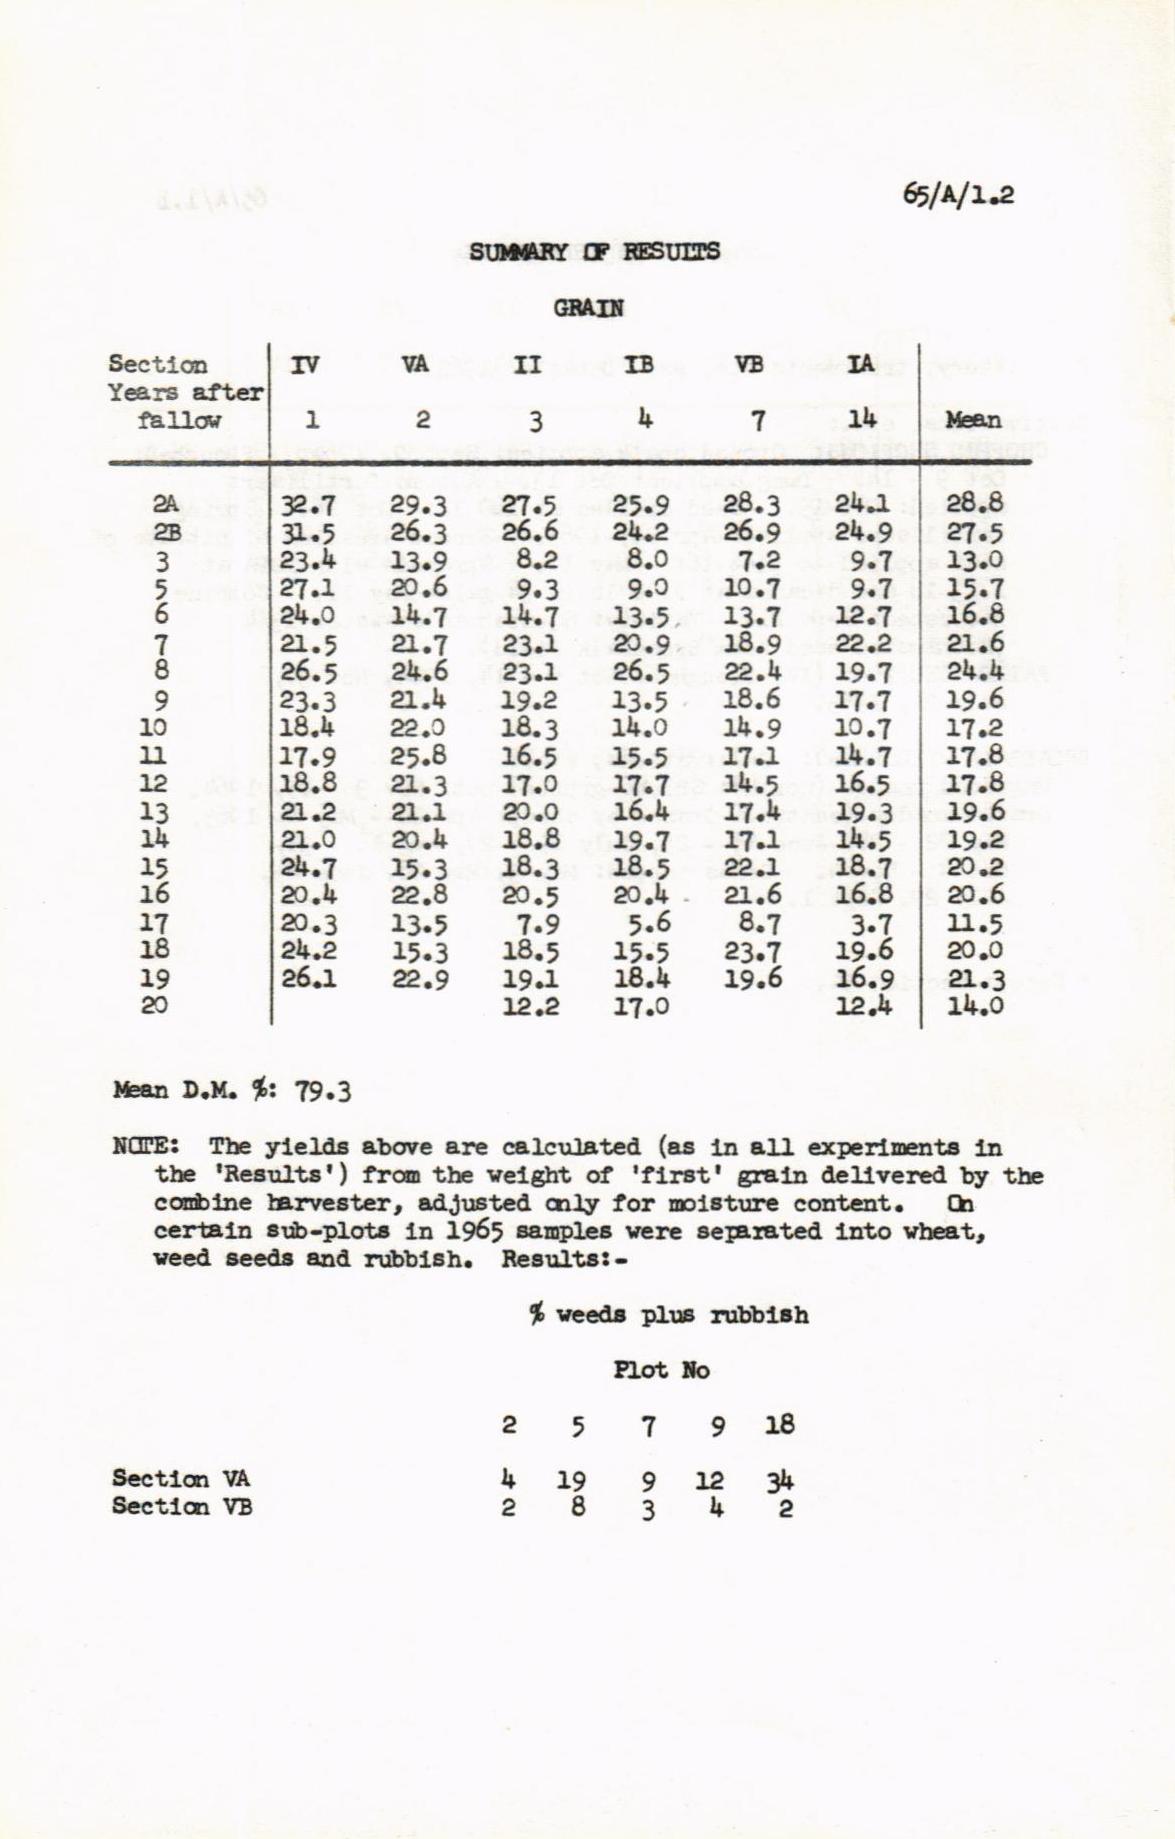 65/A/1.2
SUMMARY OF RESULTS
GRAIN
Section IV VA II IB VB IA
Years after
fallow 1 2 3 4 7 14 Mean
2A 32.7 29.3 27.5 25.9 28.3 24.1 28.8
2B 31.5 26.3 26.6 24.2 26.9 24.9 27.5
3 23.4 13.9 8.2 8.0 7.2 9.7 13.0
5 27.1 20.6 9.3 9.0 10.7 9.7 15.7
6 24.0 14.7 14.7 13.5 13.7 12.7 16.8
7 21.5 21.7 23.1 20.9 18.9 22.2 21.6
8 26.5 24.6 23.1 26.5 22.4 19.7 24.4
9 23.3 21.4 19.2 13.5 18.6 17.7 19.6
10 18.4 22.0 18.3 14.0 14.9 10.7 17.2
11 17.9 25.8 16.5 15.5 17.1 14.7 17.8
12 18.8 21.3 17.0 17.7 14.5 16.5 17.8
13 21.2 21.1 20.0 16.4 17.4 19.3 19.6
14 21.0 20.4 18.8 19.7 17.1 14.5 19.2
15 24.7 15.3 18.3 18.5 22.1 18.7 20.2
16 20.4 22.8 20.5 20.4 21.6 16.8 20.6
17 20.3 13.5 7.9 5.6 8.7 3.7 11.5
18 24.2 15.3 18.5 15.5 23.7 19.6 20.0
19 26.1 22.9 19.1 18.4 19.6 16.9 21.3
20 12.2 17.0 12.4 14.0
Mean D.M. %: 79.3
NOTE: The yields above are calculated (as in all experiments in
the 'Results') from the weight of 'first' grain delivered by the
combine harvester, adjusted only for moisture content. On
certain sub-plots in 1965 samples were separated into wheat,
weed seeds and rubbish. Results:-
% weeds plus rubbish
Plot No
2 5 7 9 18
Section VA 4 19 9 12 34
Section VB 2 8 3 4 2